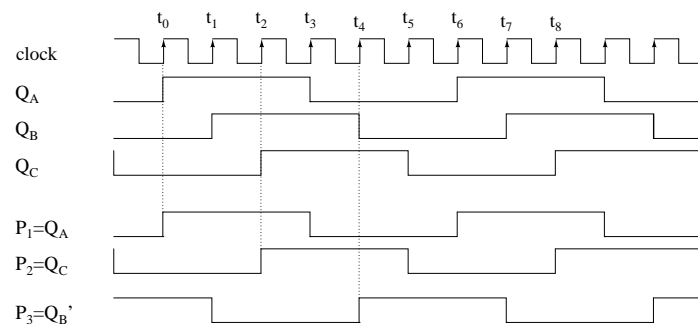 t0 t1 t2 t3 t4 t5 t6 t7 t8
clock
QA
QB
QC
P1=QA
P2=QC
P3=QB’